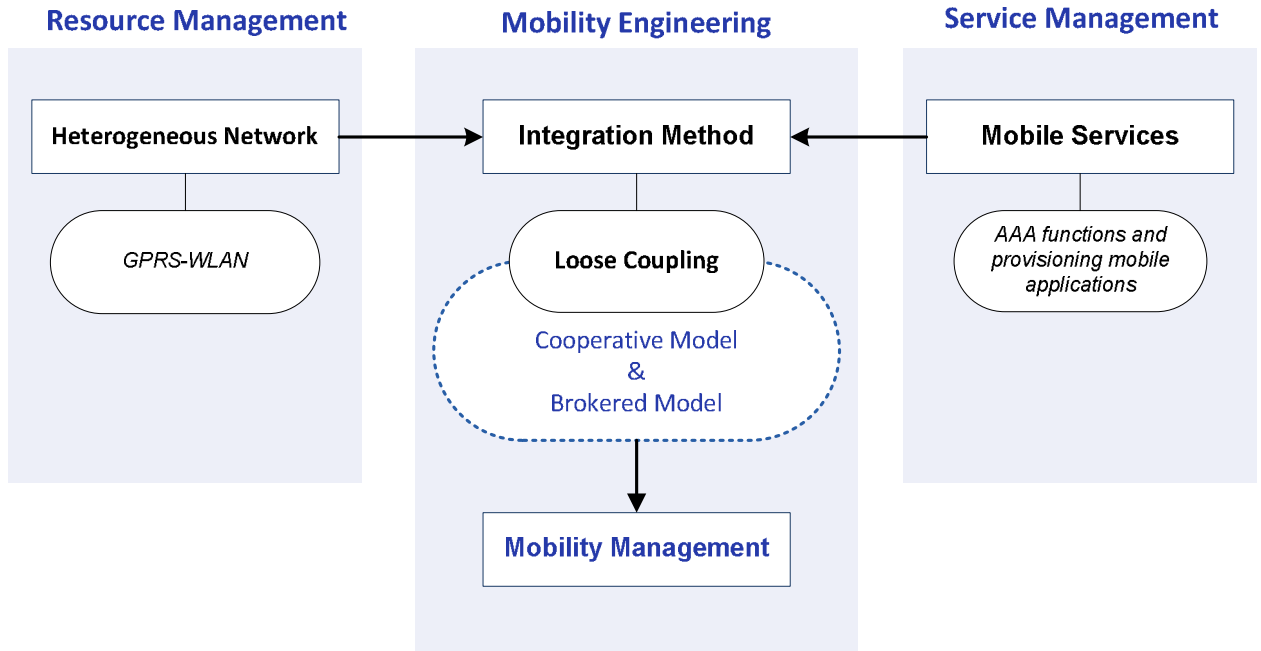 Resource Management
Mobility Engineering
Service Management
Heterogeneous Network
Integration Method
Mobile Services
GPRS-WLAN
Loose Coupling
AAA functions and
provisioning mobile
applications
Cooperative Model
&
Brokered Model
Mobility Management